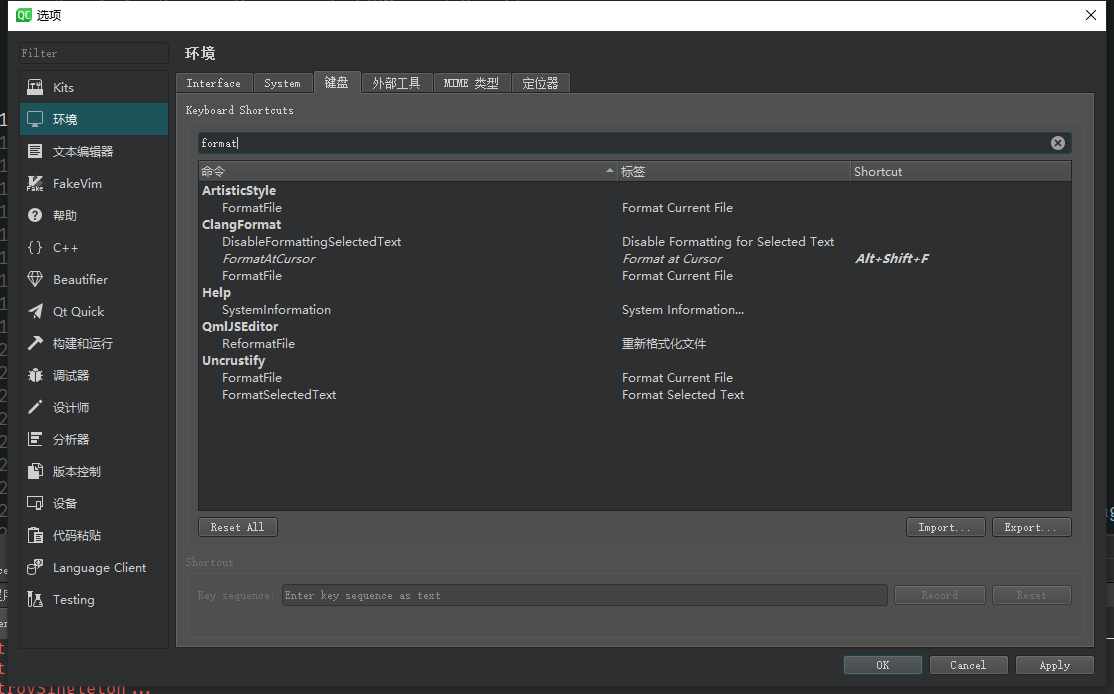 QC 选项
Filter
Kits
环境
文本编辑器
FakeVim
帮助
C++
Beautifier
Qt Quick
构建和运行
调试器
设计师
分析器
版本控制
设备
代码粘贴
Language Client
Testing
环境
Interface System 键盘 外部工具 MIME 类型 定位器
Keyboard Shortcuts
format
命令 标签 Shortcut
ArtisticStyle
FormatFile Format Current File
ClangFormat
DisableFormattingSelectedText Disable Formatting for Selected Text
FormatAtCursor Format at Cursor Alt+Shift+F
FormatFile Format Current File
Help
SystemInformation System Information...
QmlJSEditor
ReformatFile 重新格式化文件
Uncrustify
FormatFile Format Current File
FormatSelectedText Format Selected Text
Reset All Import... Export...
Shortcut
Key sequence: Enter key sequence as text Record Reset
OK Cancel Apply
troySingleton...